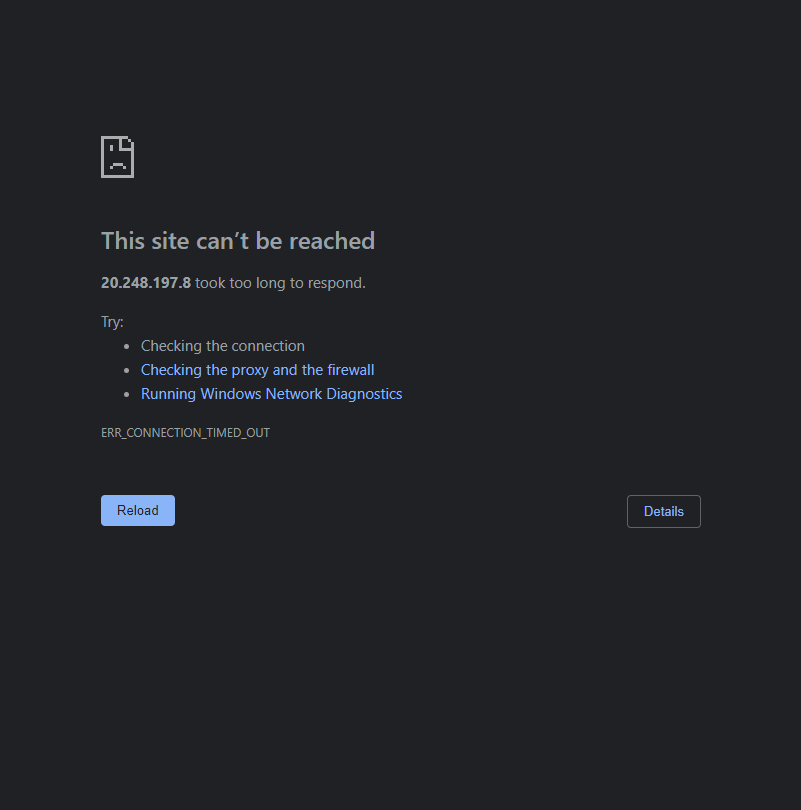 This site can’t be reached
20.248.197.8 took too long to respond.
Try:
• Checking the connection
• Checking the proxy and the firewall
• Running Windows Network Diagnostics
ERR_CONNECTION_TIMED_OUT
Reload
Details